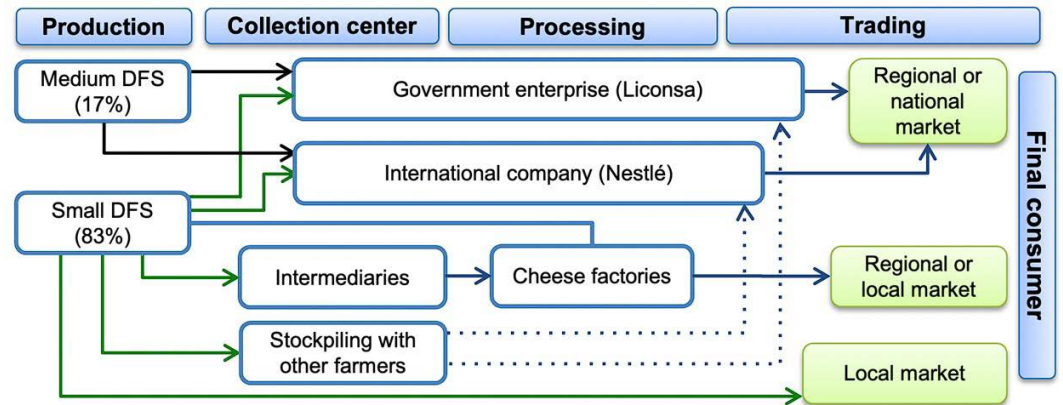 Production
Collection center
Processing
Trading
Medium DFS
(17%)
Government enterprise (Liconsa)
Regional or
national
market
International company (Nestlé)
Small DFS
(83%)
Intermediaries
Cheese factories
Regional or
local market
Stockpiling with
other farmers
Local market
Final consumer